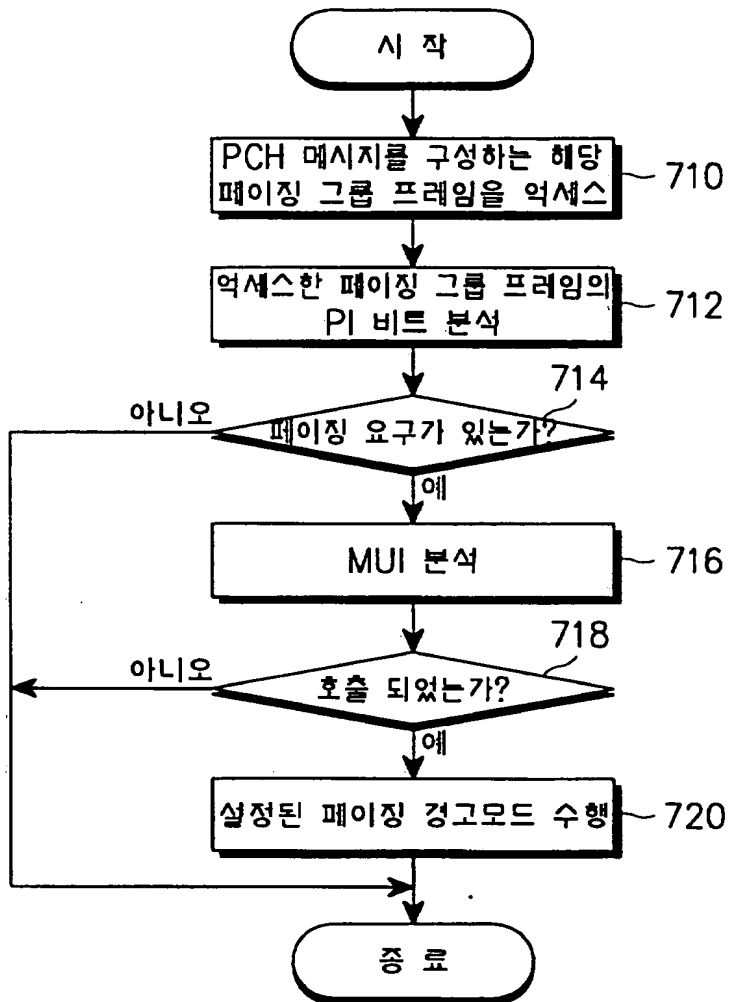 시 작
PCH 메시지를 구성하는 해당
페이징 그룹 프레임을 억세스
710
억세스한 페이징 그룹 프레임의
PI 비트 분석
712
714
아니오
페이징 요구가 있는가?
예
MUI 분석
716
718
아니오
호출 되었는가?
예
설정된 페이징 경고모드 수행
720
종 료